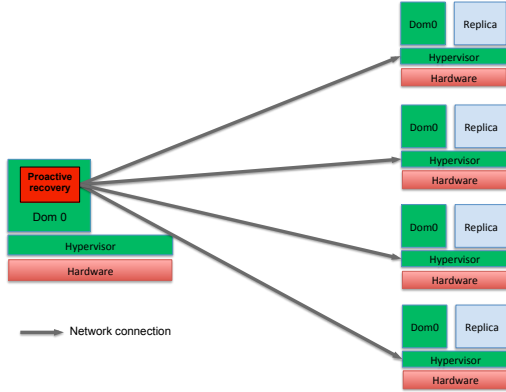 Dom0 Replica
Hypervisor
Hardware
Dom0 Replica
Hypervisor
Hardware
Proactive
recovery
Dom 0
Hypervisor
Hardware
Dom0 Replica
Hypervisor
Hardware
Dom0 Replica
Hypervisor
Hardware
Network connection